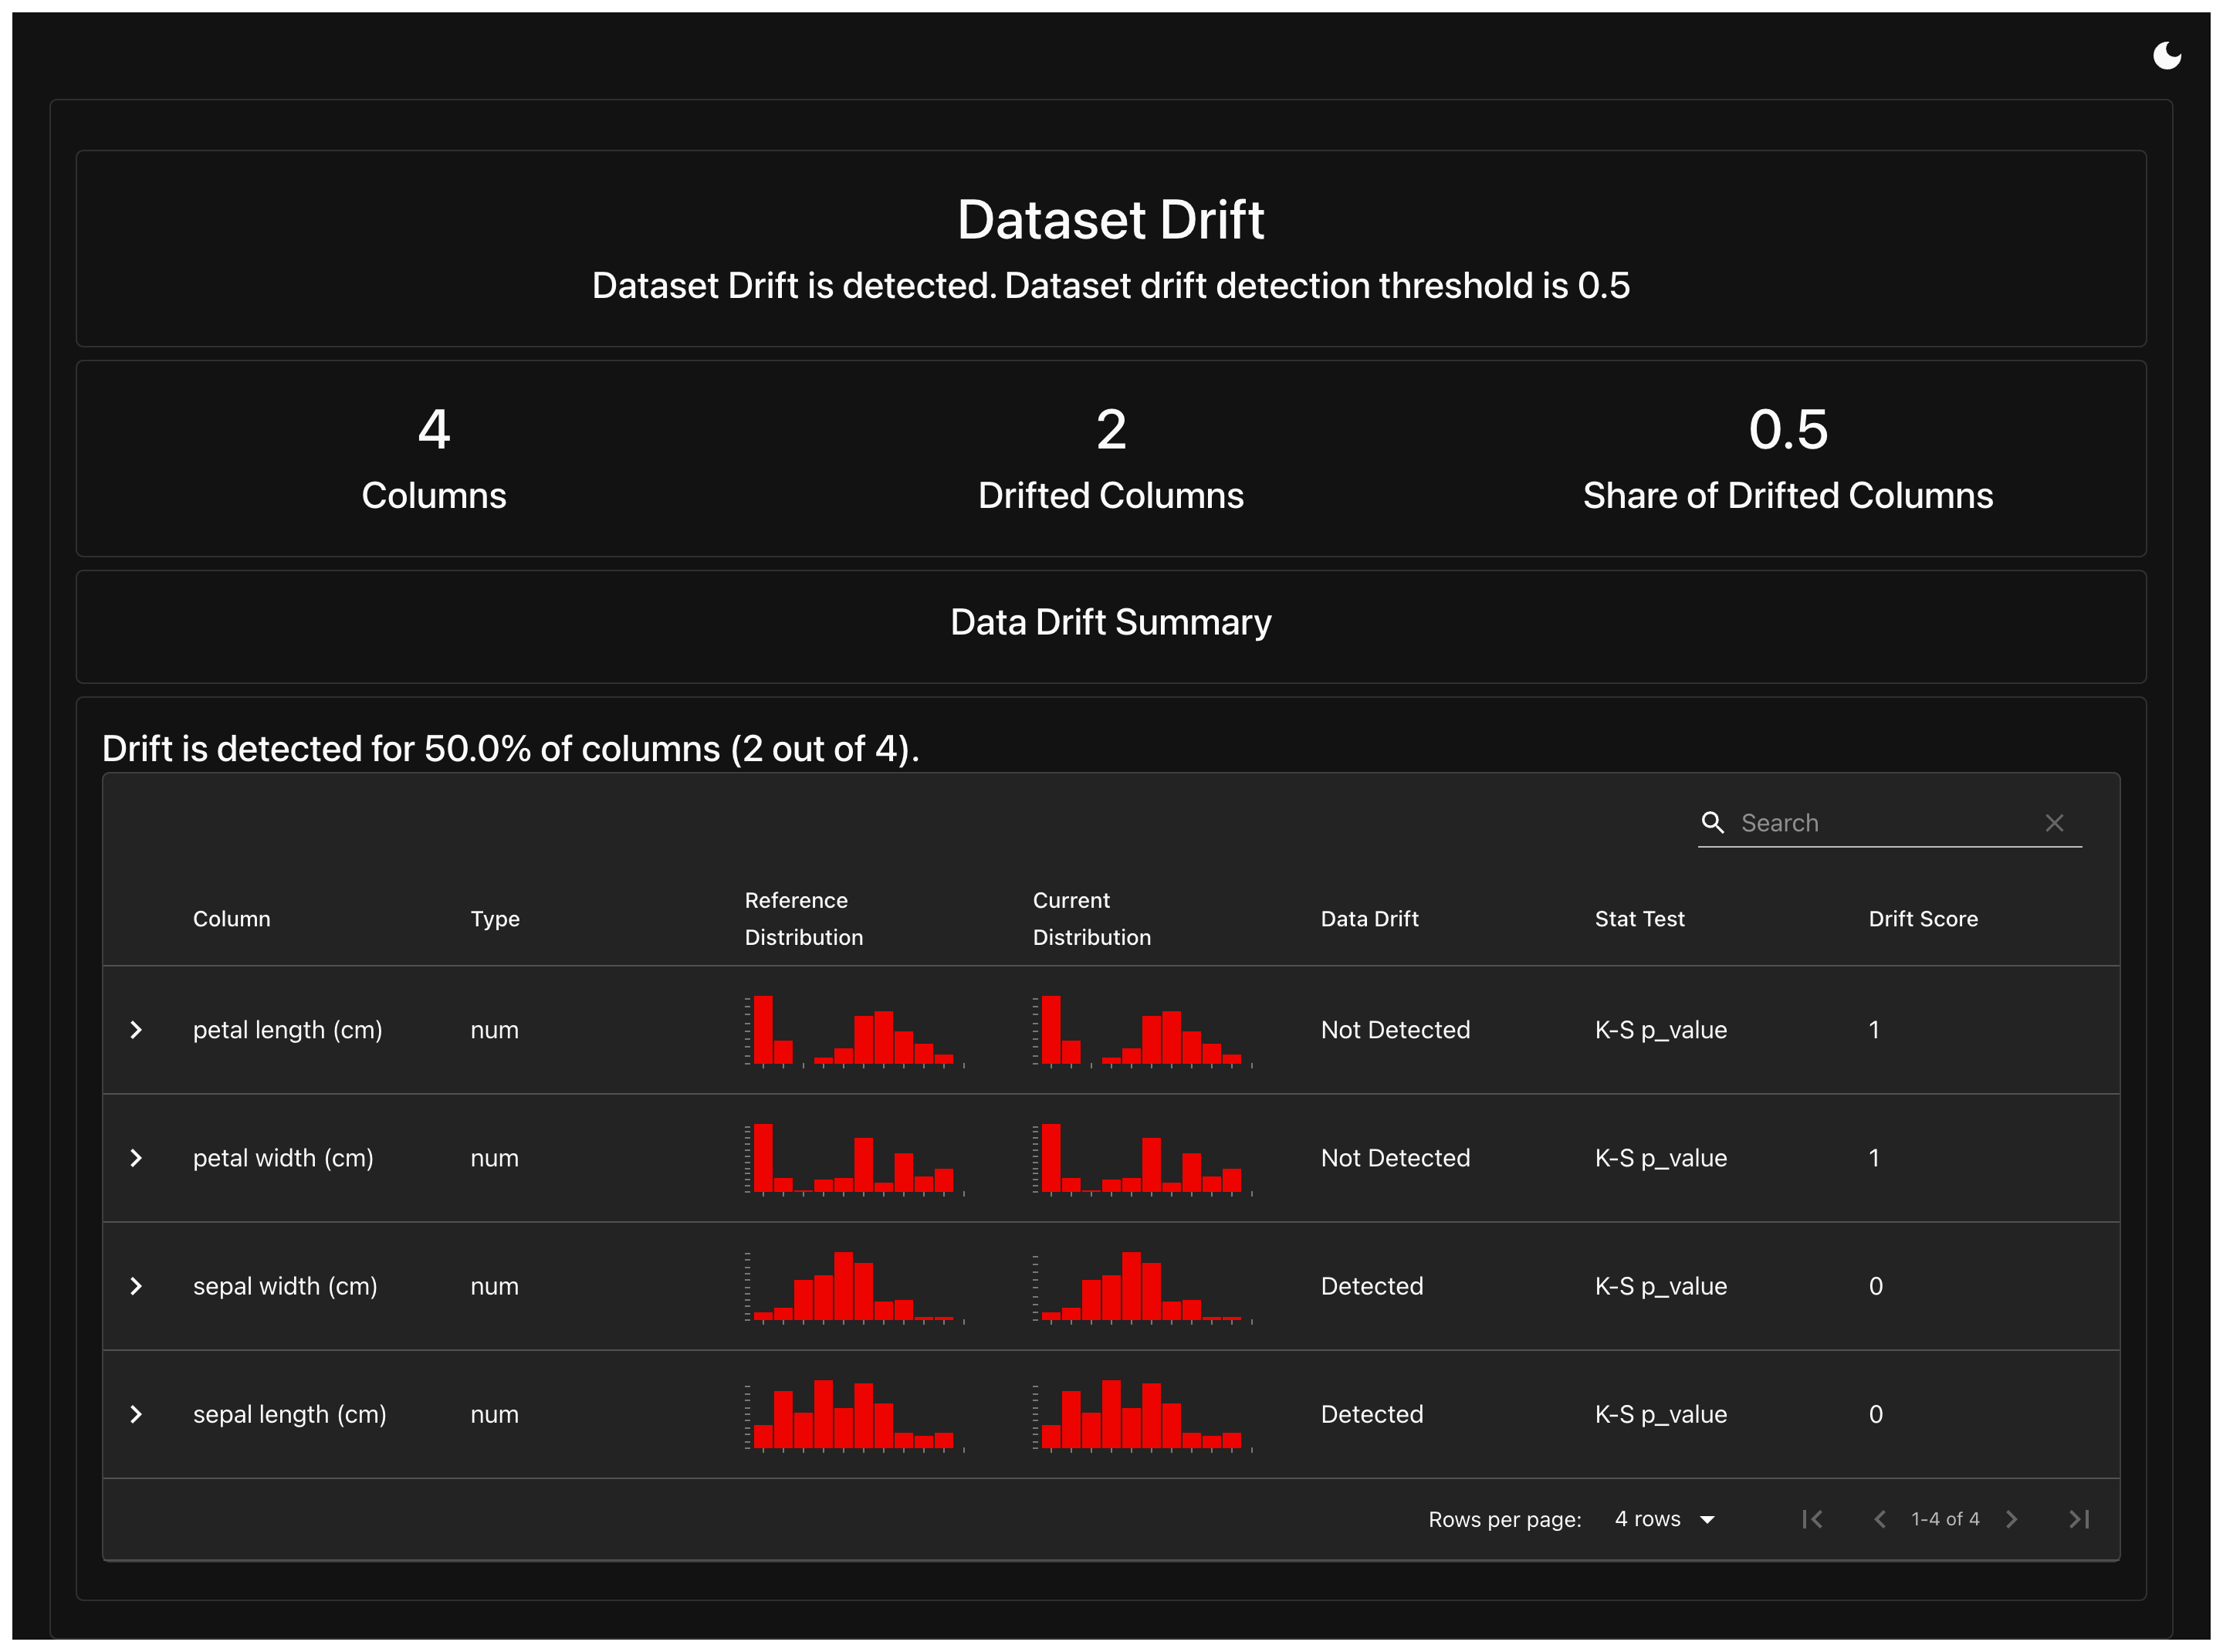 Dataset Drift
Dataset Drift is detected. Dataset drift detection threshold is 0.5
4
Columns
2
Drifted Columns
0.5
Share of Drifted Columns
Data Drift Summary
Drift is detected for 50.0% of columns (2 out of 4).
Search
Column Type Reference Distribution Current Distribution Data Drift Stat Test Drift Score
petal length (cm) num Not Detected K-S p_value 1
petal width (cm) num Not Detected K-S p_value 1
sepal width (cm) num Detected K-S p_value 0
sepal length (cm) num Detected K-S p_value 0
Rows per page: 4 rows 1-4 of 4